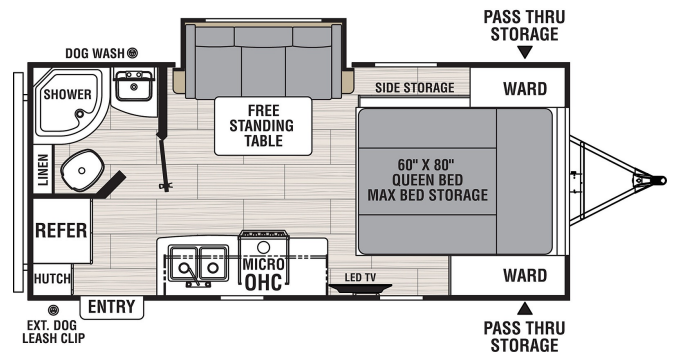 PASS THRU
STORAGE
DOG WASH
SHOWER
SIDE STORAGE
WARD
FREE
STANDING
TABLE
60" X 80"
QUEEN BED
MAX BED STORAGE
LINEN
REFER
HUTCH
MICRO
OHC
LED TV
WARD
ENTRY
EXT. DOG
LEASH CLIP
PASS THRU
STORAGE